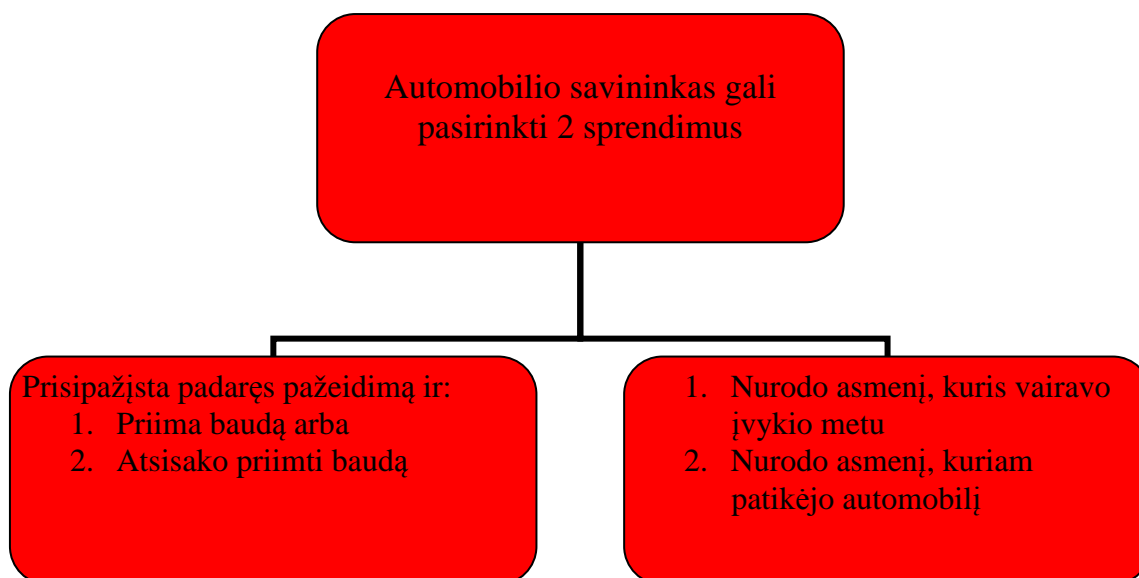 Automobilio savininkas gali
pasirinkti 2 sprendimus
Prisipažįsta padaręs pažeidimą ir:
1. Priima baudą arba
2. Atsisako priimti baudą
1. Nurodo asmenį, kuris vairavo
įvykio metu
2. Nurodo asmenį, kuriam
patikėjo automobilį